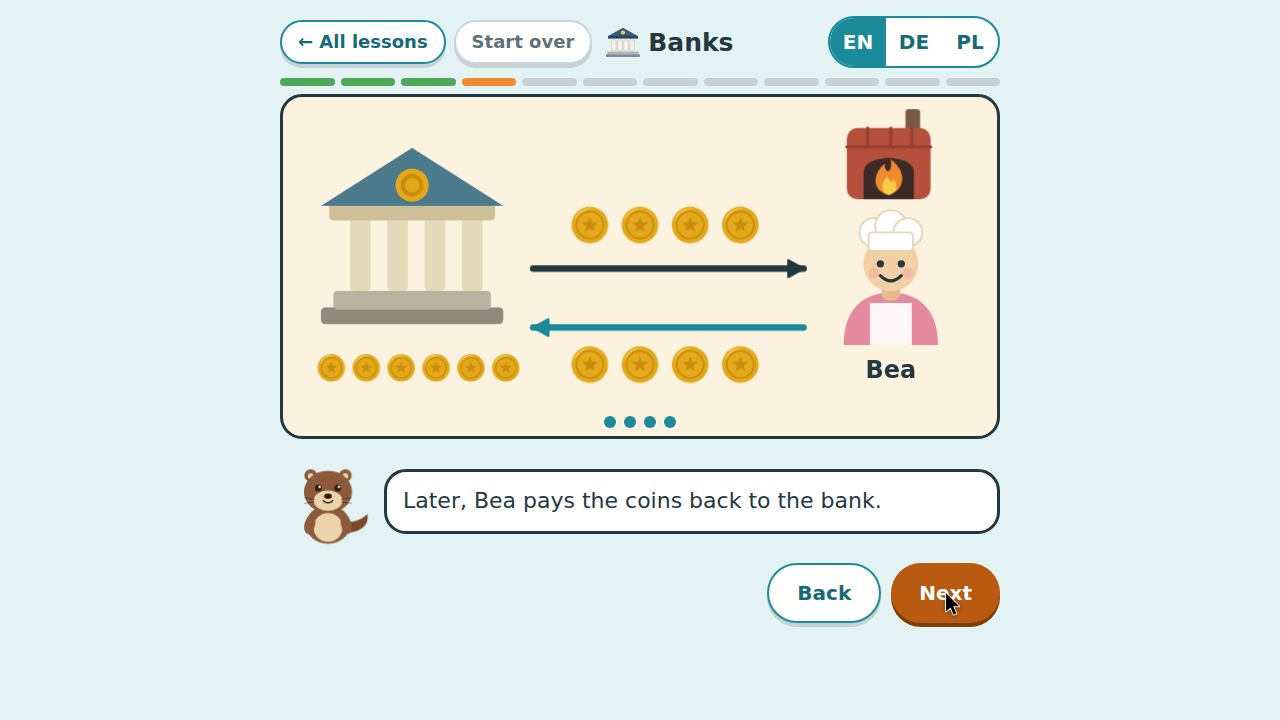 ← All lessons
Start over
Banks
EN
DE
PL
Bea
Later, Bea pays the coins back to the bank.
Back
Next